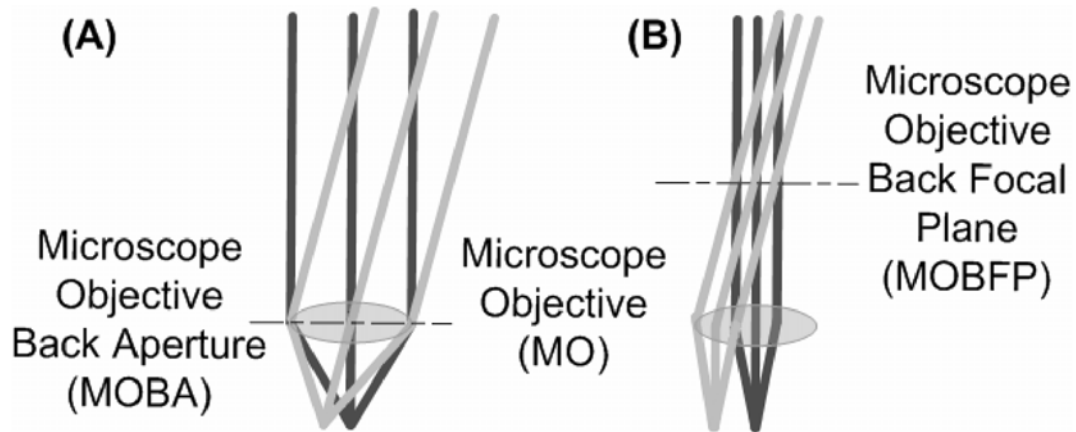 (A)
Microscope
Objective
Back Aperture
(MOBA)
Microscope
Objective
(MO)
(B)
Microscope
Objective
Back Focal
Plane
(MOBFP)